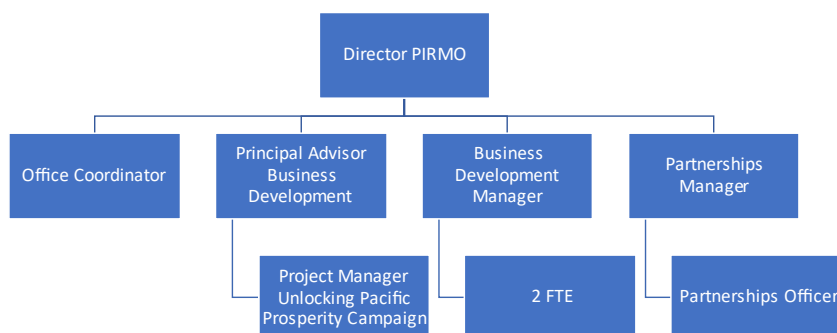 Director PIRMO
Office Coordinator
Principal Advisor
Business
Development
Business
Development
Manager
Partnerships
Manager
Project Manager
Unlocking Pacific
Prosperity Campaign
2 FTE
Partnerships Officer